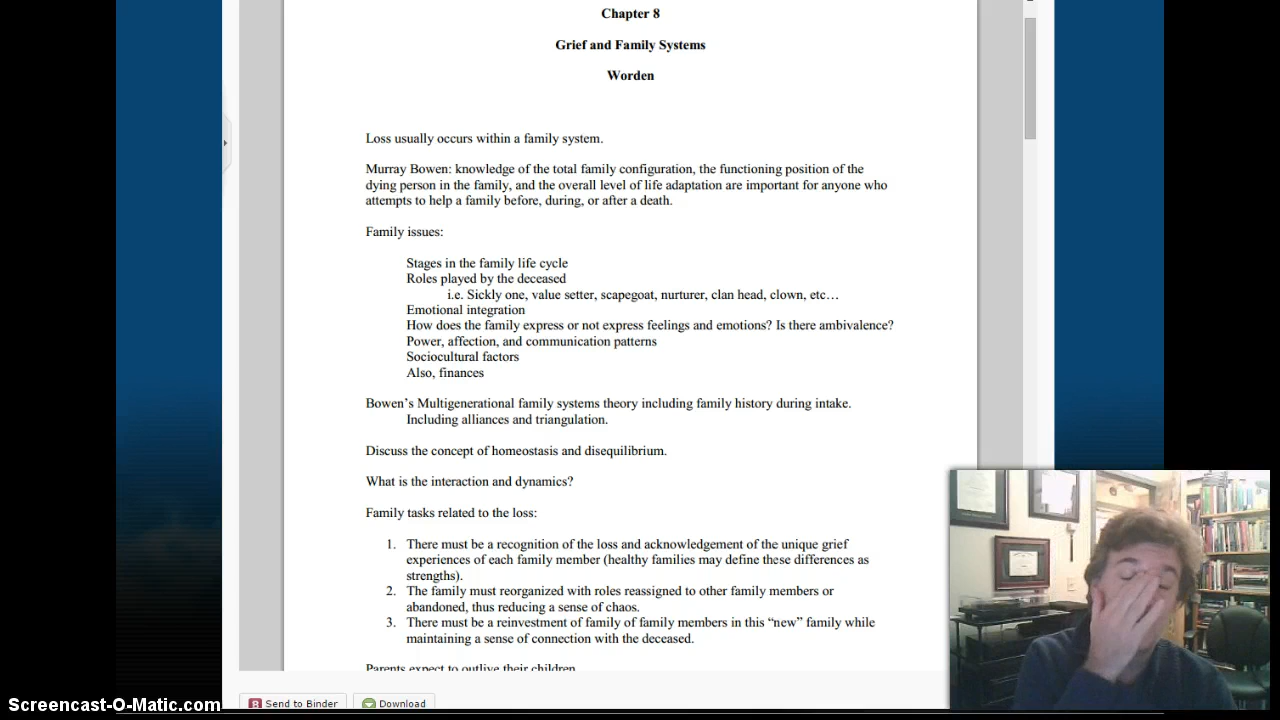 Chapter 8
Grief and Family Systems
Worden
Loss usually occurs within a family system.
Murray Bowen: knowledge of the total family configuration, the functioning position of the
dying person in the family, and the overall level of life adaptation are important for anyone who
attempts to help a family before, during, or after a death.
Family issues:
Stages in the family life cycle
Roles played by the deceased
i.e. Sickly one, value setter, scapegoat, nurturer, clan head, clown, etc…
Emotional integration
How does the family express or not express feelings and emotions? Is there ambivalence?
Power, affection, and communication patterns
Sociocultural factors
Also, finances
Bowen’s Multigenerational family systems theory including family history during intake.
Including alliances and triangulation.
Discuss the concept of homeostasis and disequilibrium.
What is the interaction and dynamics?
Family tasks related to the loss:
1. There must be a recognition of the loss and acknowledgement of the unique grief
experiences of each family member (healthy families may define these differences as
strengths).
2. The family must reorganized with roles reassigned to other family members or
abandoned, thus reducing a sense of chaos.
3. There must be a reinvestment of family of family members in this “new” family while
maintaining a sense of connection with the deceased.
Parents expect to outlive their children
B Send to Binder Download
Screencast-O-Matic.com